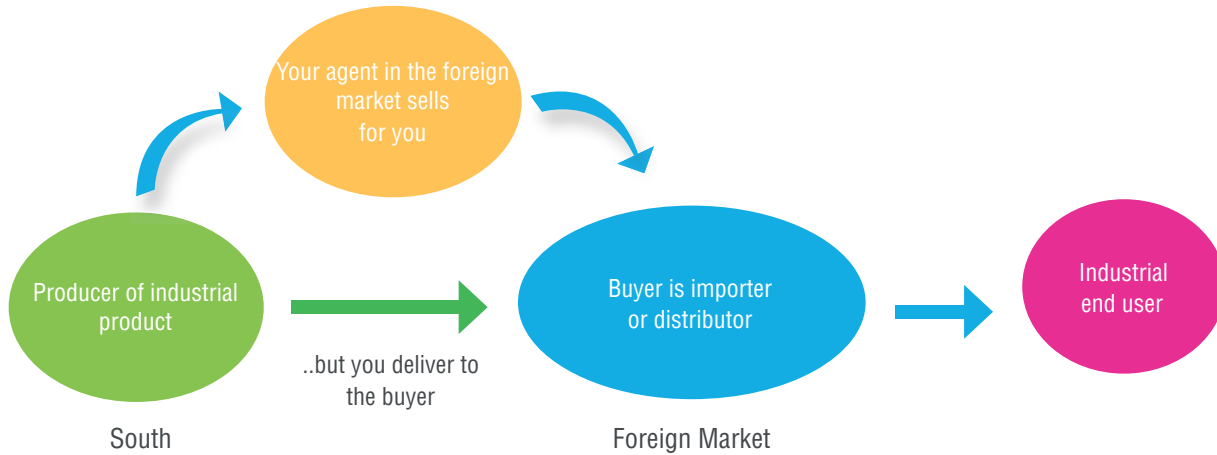 Your agent in the foreign
market sells
for you
Producer of industrial
product
..but you deliver to
the buyer
Buyer is importer
or distributor
Industrial
end user
South
Foreign Market